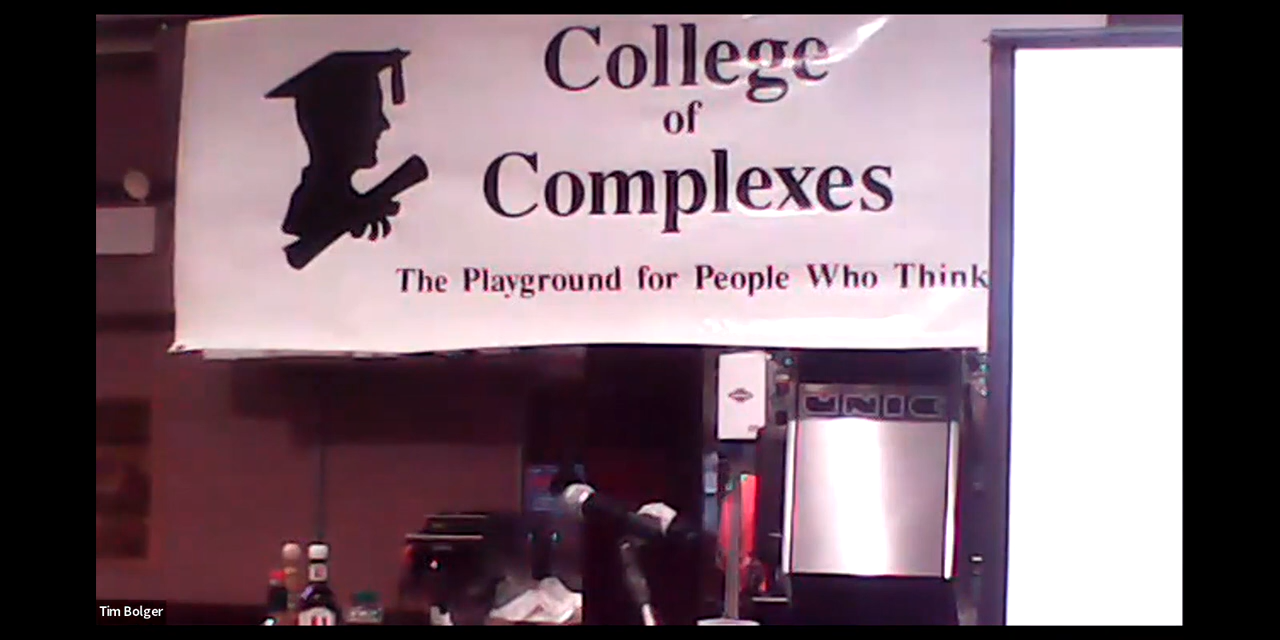 College
of
Complexes
The Playground for People Who Think
UNIC
Tim Bolger